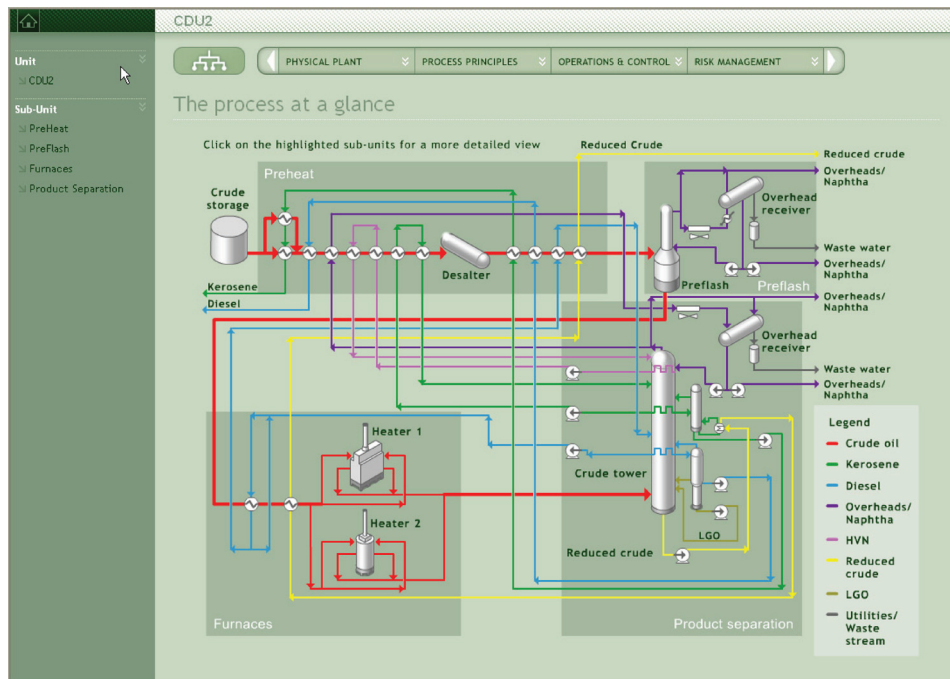 CDU2
Unit
CDU2
Sub-Unit
PreHeat
PreFlash
Furnaces
Product Separation
PHYSICAL PLANT
PROCESS PRINCIPLES
OPERATIONS & CONTROL
RISK MANAGEMENT
The process at a glance
Click on the highlighted sub-units for a more detailed view
Reduced Crude
Reduced crude
Preheat
Overheads/
Naphtha
Crude
storage
Overhead
receiver
Desalter
Waste water
Overheads/
Naphtha
Kerosene
Preflash
Preflash
Diesel
Overheads/
Naphtha
Overhead
receiver
Waste water
Overheads/
Naphtha
Heater 1
Crude tower
Heater 2
LGO
Reduced crude
Furnaces
Product separation
Legend
Crude oil
Kerosene
Diesel
Overheads/
Naphtha
HVN
Reduced
crude
LGO
Utilities/
Waste
stream